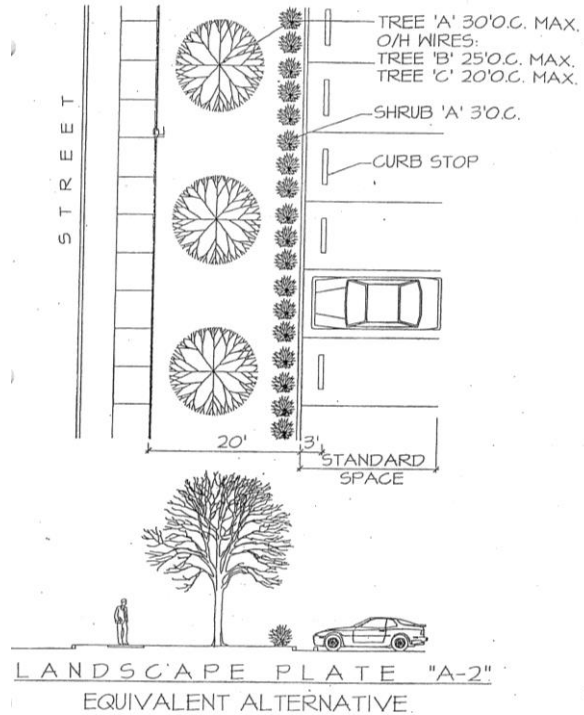 TREE 'A' 30'O.C. MAX.
O/H WIRES:
TREE 'B' 25'O.C. MAX.
TREE 'C' 20'O.C. MAX.
SHRUB 'A' 3'O.C.
CURB STOP
STREET
20'
3'
STANDARD
SPACE
LANDSCAPE PLATE "A-2"
EQUIVALENT ALTERNATIVE